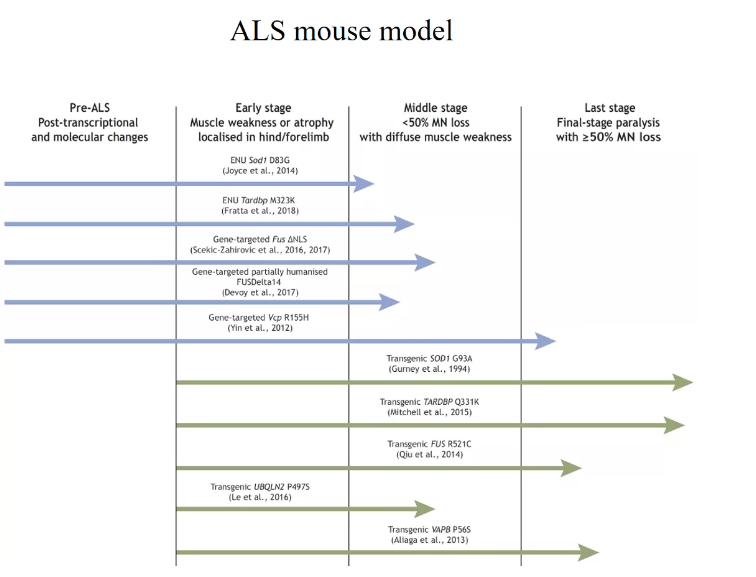 ALS mouse model
Pre-ALS
Post-transcriptional
and molecular changes
Early stage
Muscle weakness or atrophy
localised in hind/forelimb
Middle stage
<50% MN loss
with diffuse muscle weakness
Last stage
Final-stage paralysis
with ≥50% MN loss
ENU Sod1 D83G
(Joyce et al., 2014)
ENU Tardbp M323K
(Fratta et al., 2018)
Gene-targeted Fus ΔNLS
(Scekic-Zahirovic et al., 2016, 2017)
Gene-targeted partially humanised
FUSDelta14
(Devoy et al., 2017)
Gene-targeted Vcp R155H
(Yin et al., 2012)
Transgenic SOD1 G93A
(Gurney et al., 1994)
Transgenic TARDBP Q331K
(Mitchell et al., 2015)
Transgenic FUS R521C
(Qiu et al., 2014)
Transgenic UBQLN2 P497S
(Le et al., 2016)
Transgenic VAPB P56S
(Aliaga et al., 2013)